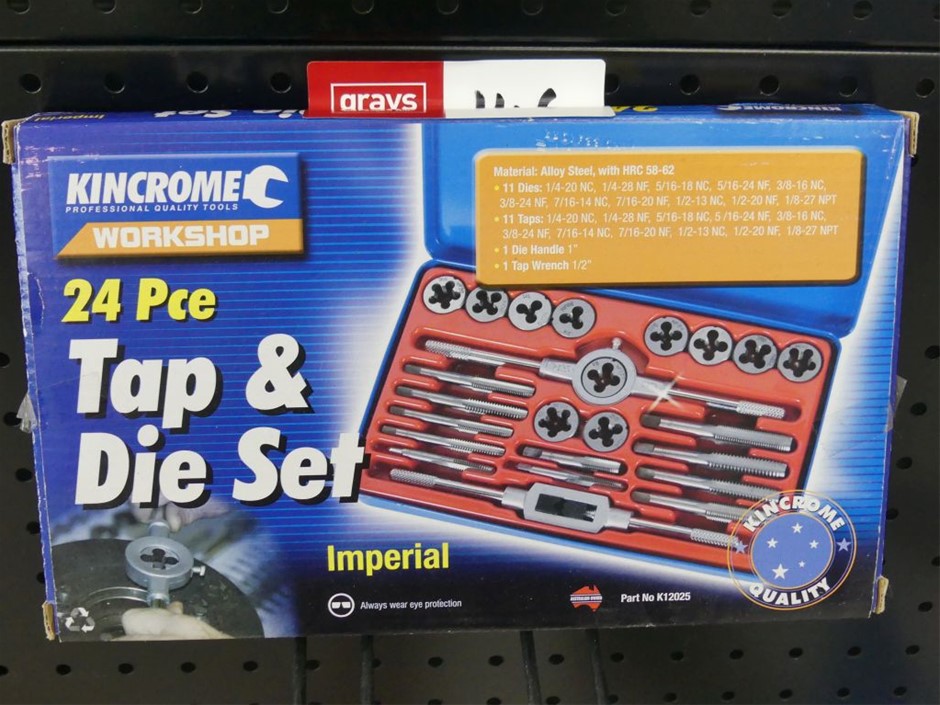 grays
Imperial
KINCROME
KINCROME
PROFESSIONAL QUALITY TOOLS
WORKSHOP
24 Pce
Tap &
Die Set
Material: Alloy Steel, with HRC 58-62
• 11 Dies: 1/4-20 NC, 1/4-28 NF, 5/16-18 NC, 5/16-24 NF, 3/8-16 NC,
3/8-24 NF, 7/16-14 NC, 7/16-20 NF, 1/2-13 NC, 1/2-20 NF, 1/8-27 NPT
• 11 Taps: 1/4-20 NC, 1/4-28 NF, 5/16-18 NC, 5/16-24 NF, 3/8-16 NC,
3/8-24 NF, 7/16-14 NC, 7/16-20 NF, 1/2-13 NC, 1/2-20 NF, 1/8-27 NPT
• 1 Die Handle 1"
• 1 Tap Wrench 1/2"
Imperial
Always wear eye protection
AUSTRALIAN OWNED
Part No K12025
KINCROME
QUALITY